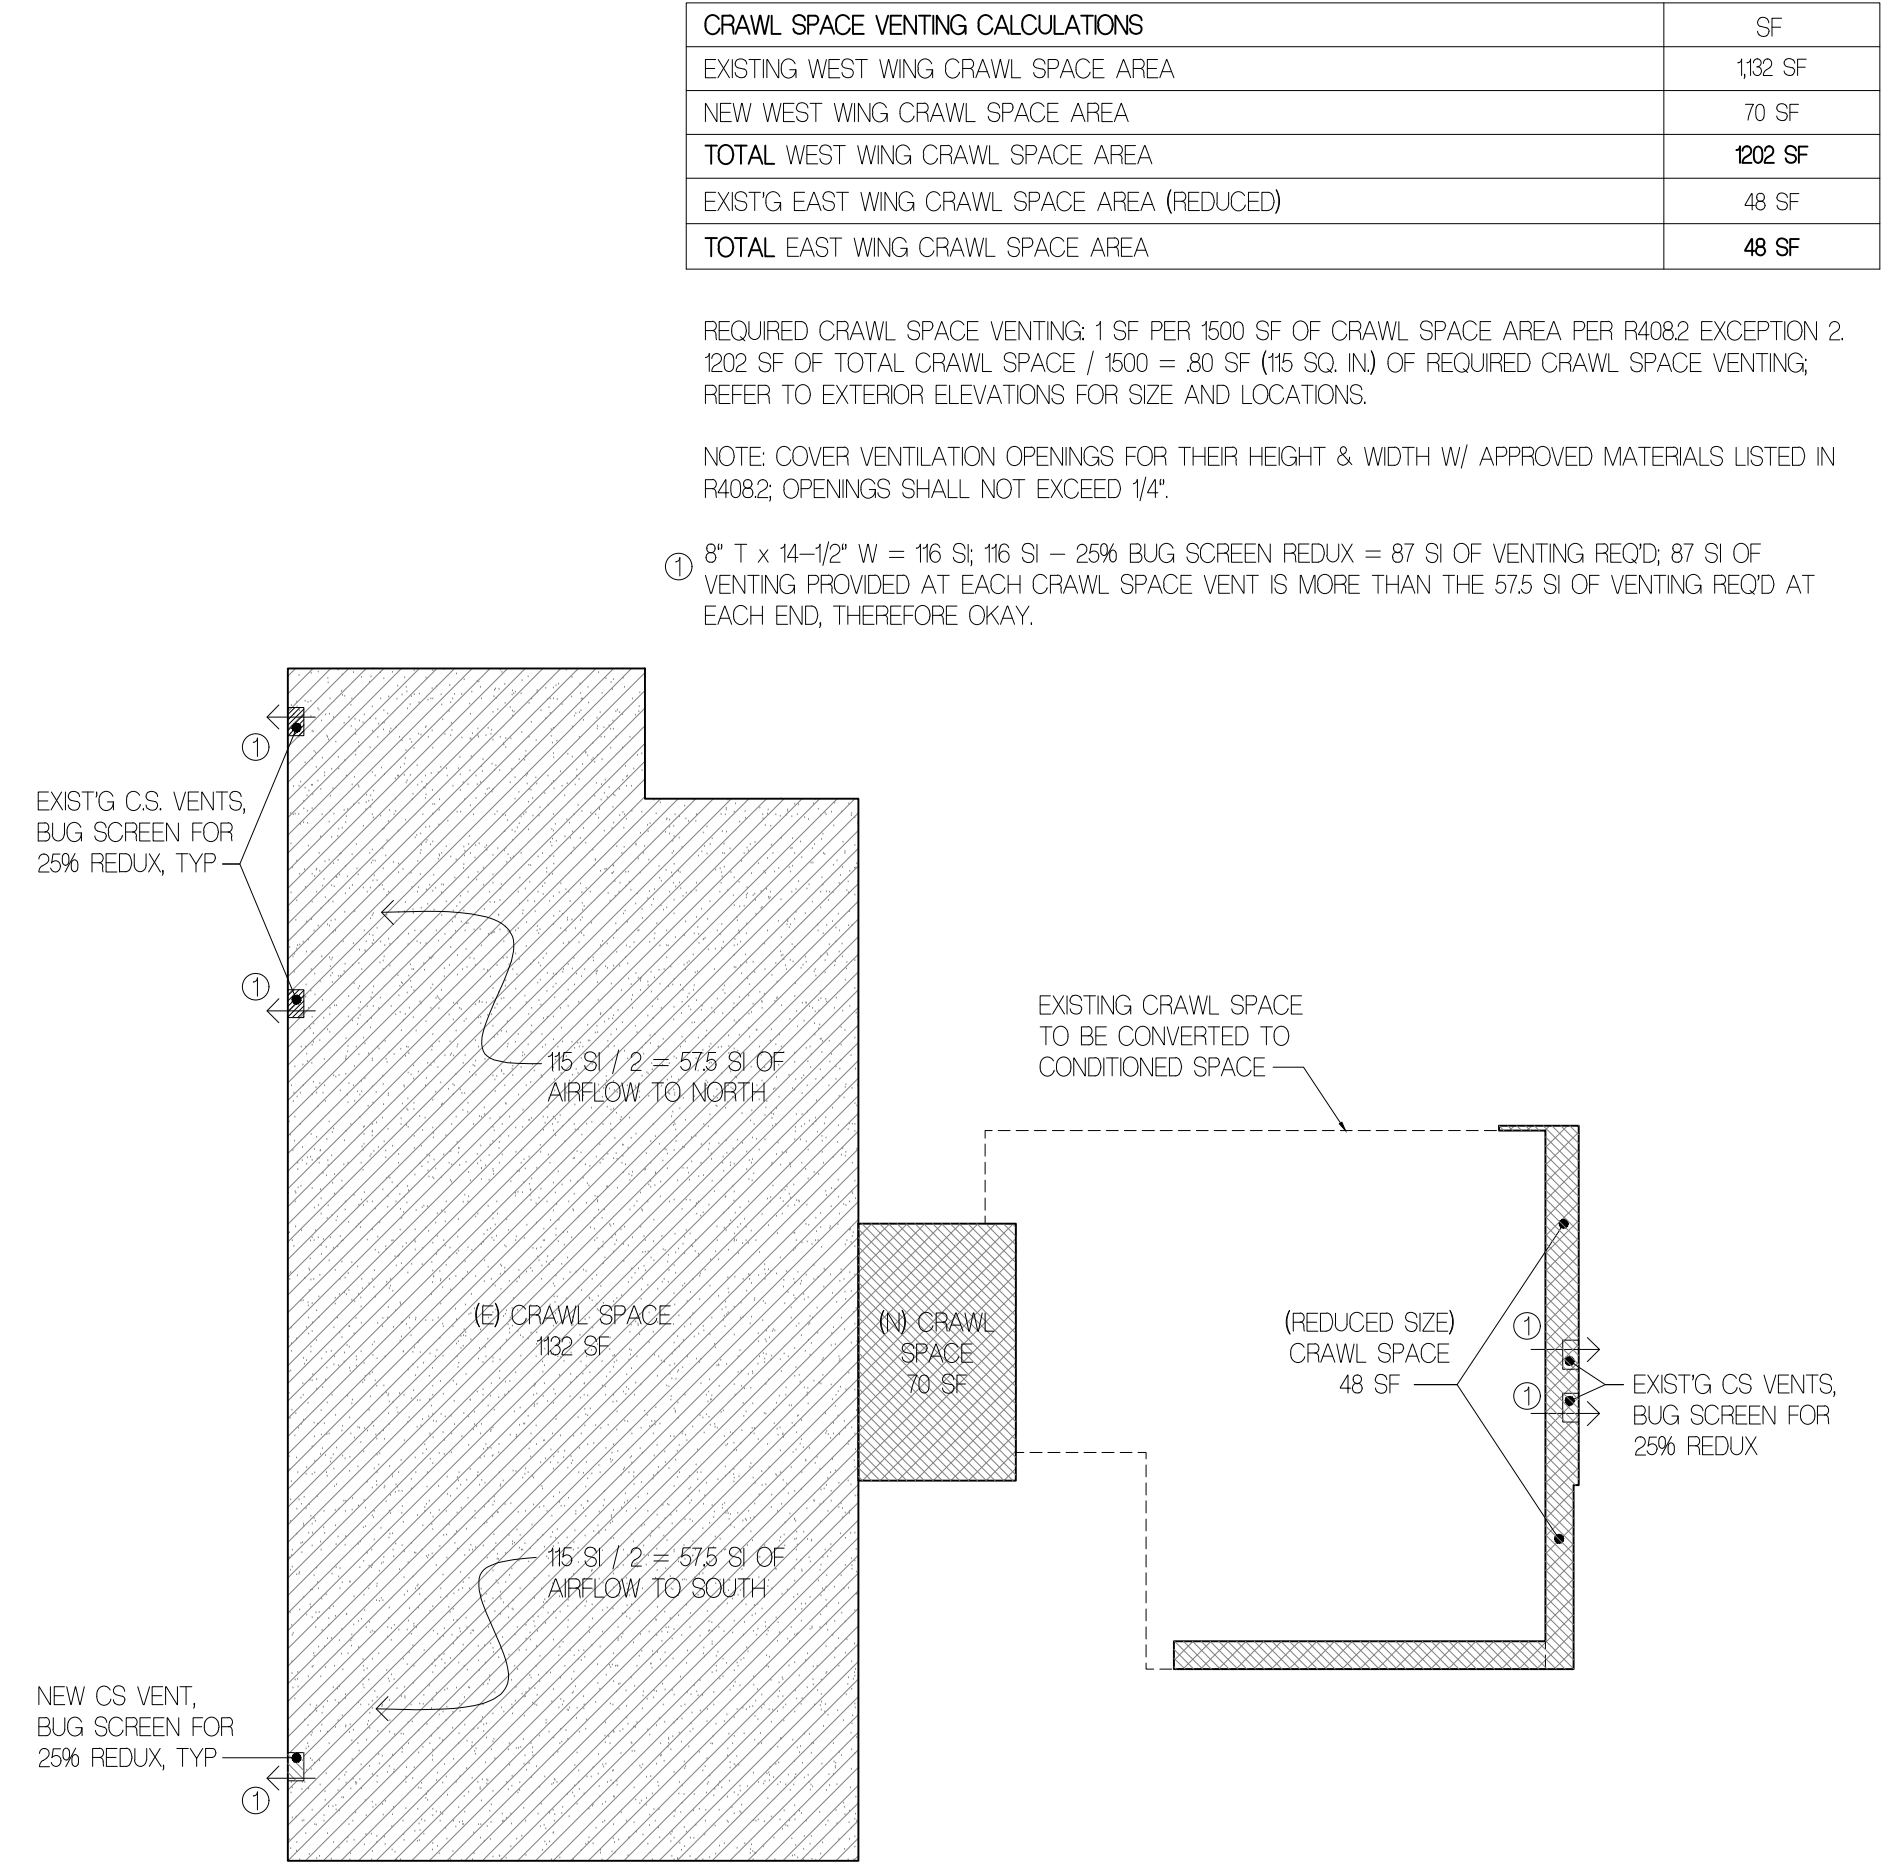 CRAWL SPACE VENTING CALCULATIONS SF
EXISTING WEST WING CRAWL SPACE AREA 1,132 SF
NEW WEST WING CRAWL SPACE AREA 70 SF
TOTAL WEST WING CRAWL SPACE AREA 1202 SF
EXIST'G EAST WING CRAWL SPACE AREA (REDUCED) 48 SF
TOTAL EAST WING CRAWL SPACE AREA 48 SF
REQUIRED CRAWL SPACE VENTING: 1 SF PER 1500 SF OF CRAWL SPACE AREA PER R408.2 EXCEPTION 2.
1202 SF OF TOTAL CRAWL SPACE / 1500 = .80 SF (115 SQ. IN.) OF REQUIRED CRAWL SPACE VENTING;
REFER TO EXTERIOR ELEVATIONS FOR SIZE AND LOCATIONS.
NOTE: COVER VENTILATION OPENINGS FOR THEIR HEIGHT & WIDTH W/ APPROVED MATERIALS LISTED IN
R408.2; OPENINGS SHALL NOT EXCEED 1/4".
1
8" T x 14-1/2" W = 116 SI; 116 SI - 25% BUG SCREEN REDUX = 87 SI OF VENTING REQ'D; 87 SI OF
VENTING PROVIDED AT EACH CRAWL SPACE VENT IS MORE THAN THE 57.5 SI OF VENTING REQ'D AT
EACH END, THEREFORE OKAY.
1
EXIST'G C.S. VENTS,
BUG SCREEN FOR
25% REDUX, TYP
1
115 SI / 2 = 57.5 SI OF
AIRFLOW TO NORTH
EXISTING CRAWL SPACE
TO BE CONVERTED TO
CONDITIONED SPACE
(E) CRAWL SPACE
1132 SF
(N) CRAWL
SPACE
70 SF
(REDUCED SIZE)
CRAWL SPACE
48 SF
1
1
EXIST'G CS VENTS,
BUG SCREEN FOR
25% REDUX
115 SI / 2 = 57.5 SI OF
AIRFLOW TO SOUTH
NEW CS VENT,
BUG SCREEN FOR
25% REDUX, TYP
1